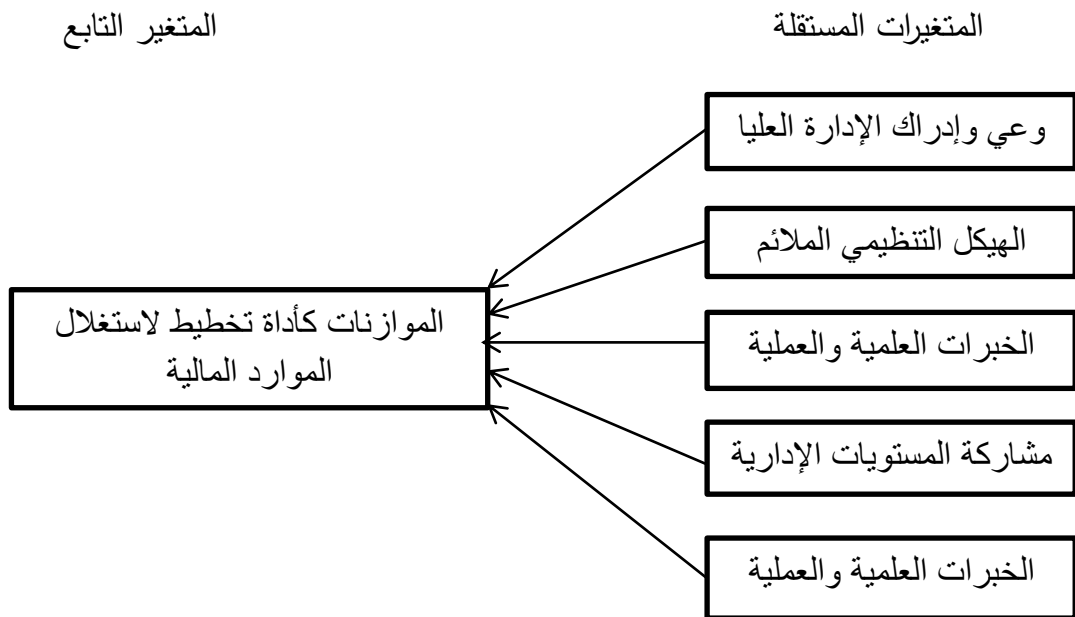 المتغيرات المستقلة
المتغير التابع
وعي وإدراك الإدارة العليا
الهيكل التنظيمي الملائم
الخبرات العلمية والعملية
مشاركة المستويات الإدارية
الخبرات العلمية والعملية
الموازنات كأداة تخطيط لاستغلال
الموارد المالية